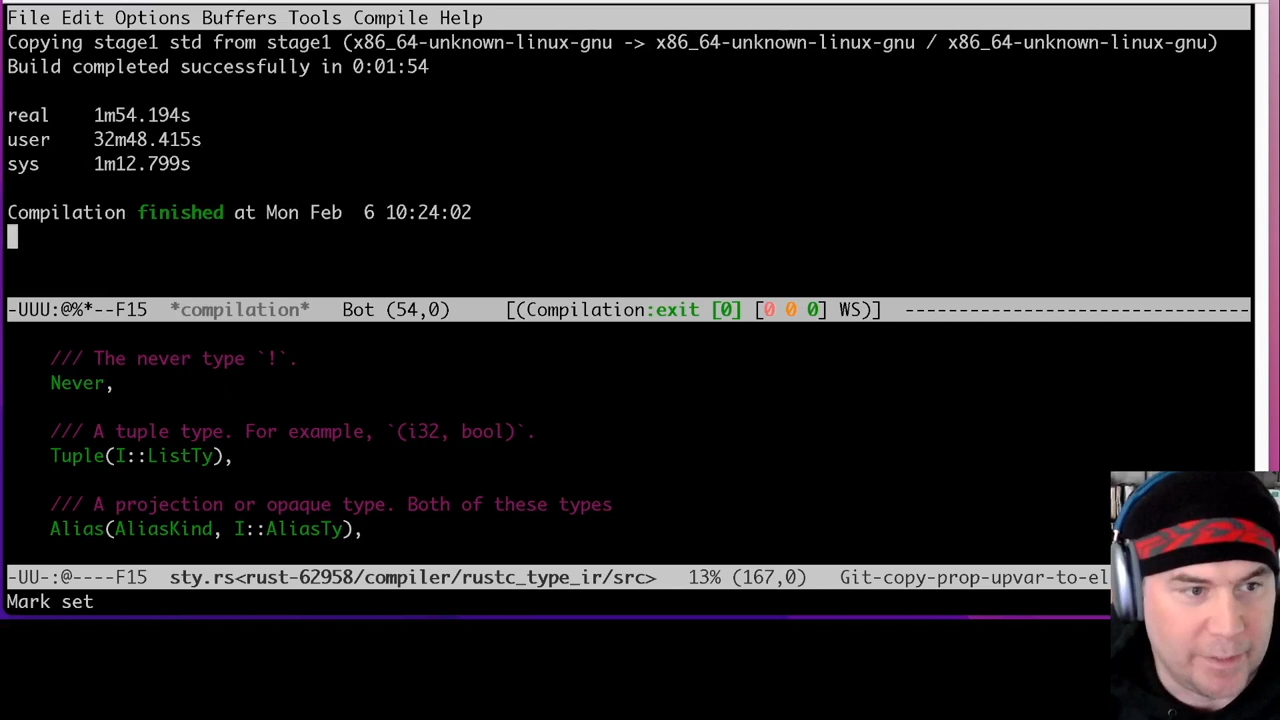 File Edit Options Buffers Tools Compile Help
Copying stage1 std from stage1 (x86_64-unknown-linux-gnu -> x86_64-unknown-linux-gnu / x86_64-unknown-linux-gnu)
Build completed successfully in 0:01:54
real    1m54.194s
user    32m48.415s
sys     1m12.799s
Compilation finished at Mon Feb  6 10:24:02
-UUU:@%*--F15  *compilation*   Bot (54,0)     [(Compilation:exit [0] [0 0 0] WS)] --------------------------------
/// The never type `!`.
Never,
/// A tuple type. For example, `(i32, bool)`.
Tuple(I::ListTy),
/// A projection or opaque type. Both of these types
Alias(AliasKind, I::AliasTy),
-UU-:@----F15  sty.rs<rust-62958/compiler/rustc_type_ir/src>   13% (167,0)    Git-copy-prop-upvar-to-el
Mark set